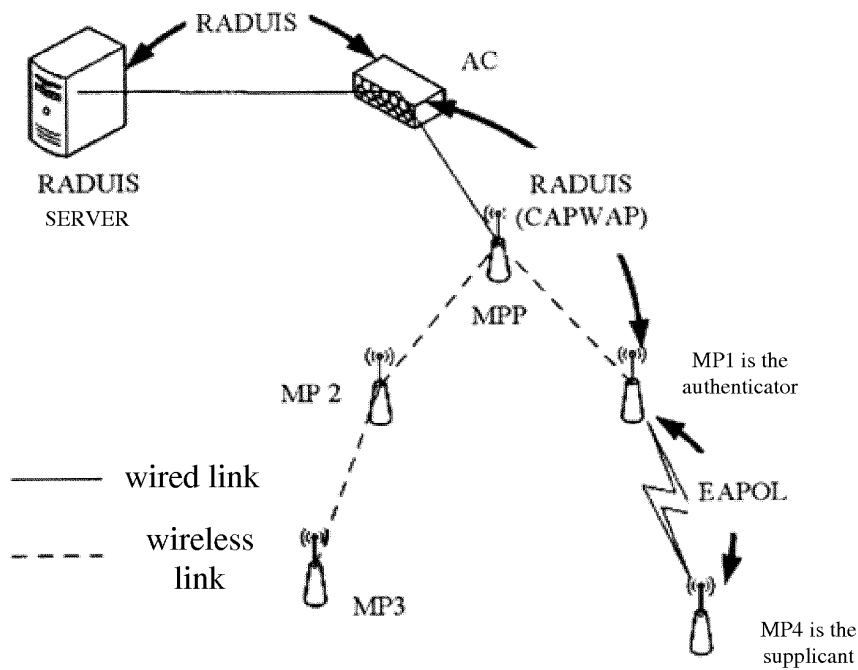 RADUIS
AC
RADUIS
SERVER
RADUIS
(CAPWAP)
MPP
MP 2
MP1 is the
authenticator
wired link
EAPOL
wireless
link
MP3
MP4 is the
supplicant